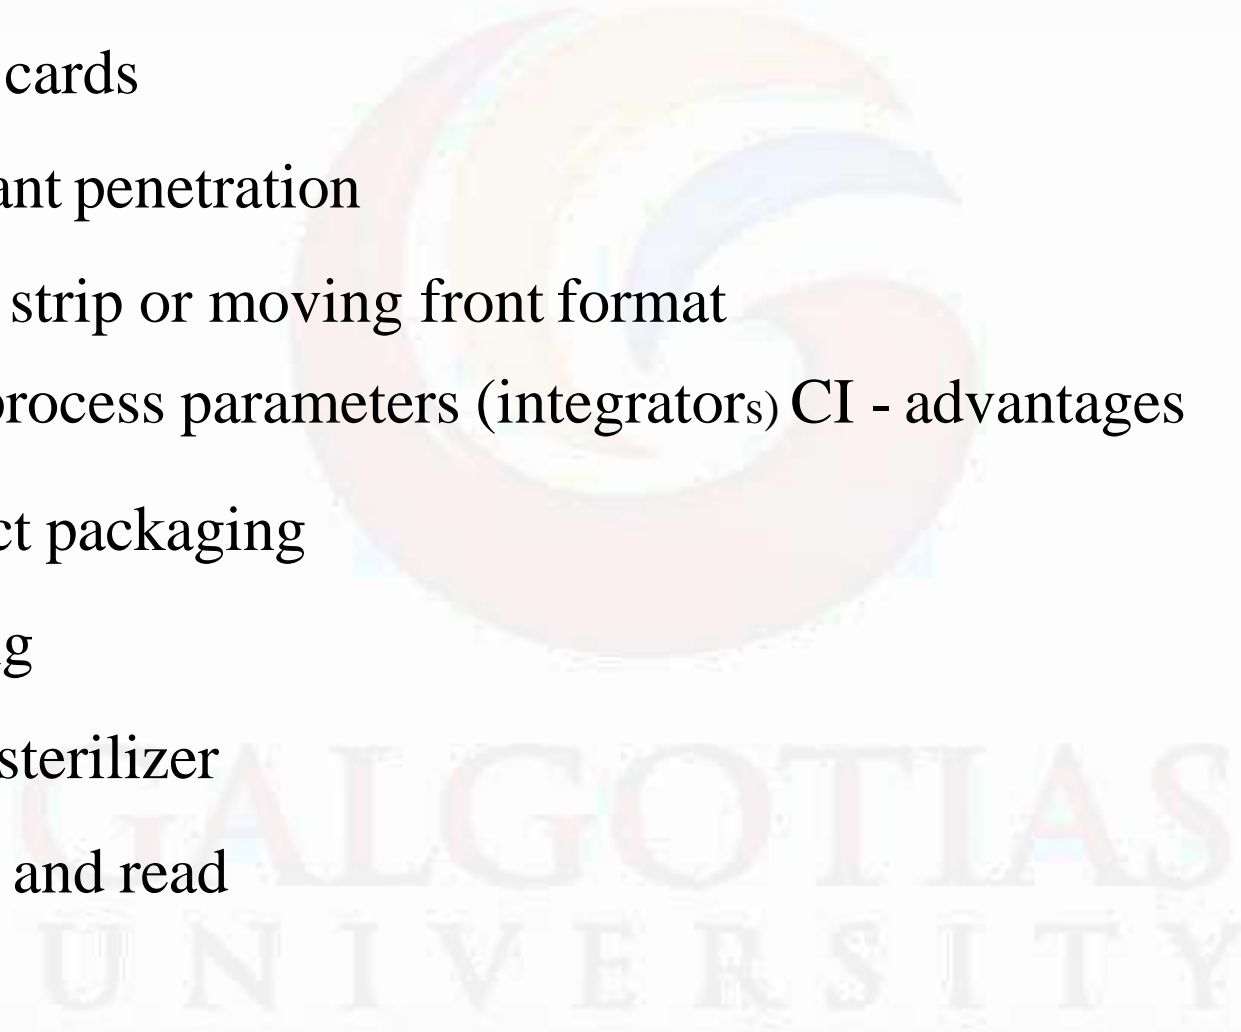 cards
ant penetration
strip or moving front format
process parameters (integrators) CI - advantages
ct packaging
g
sterilizer
and read
GALGOTIAS
UNIVERSITY